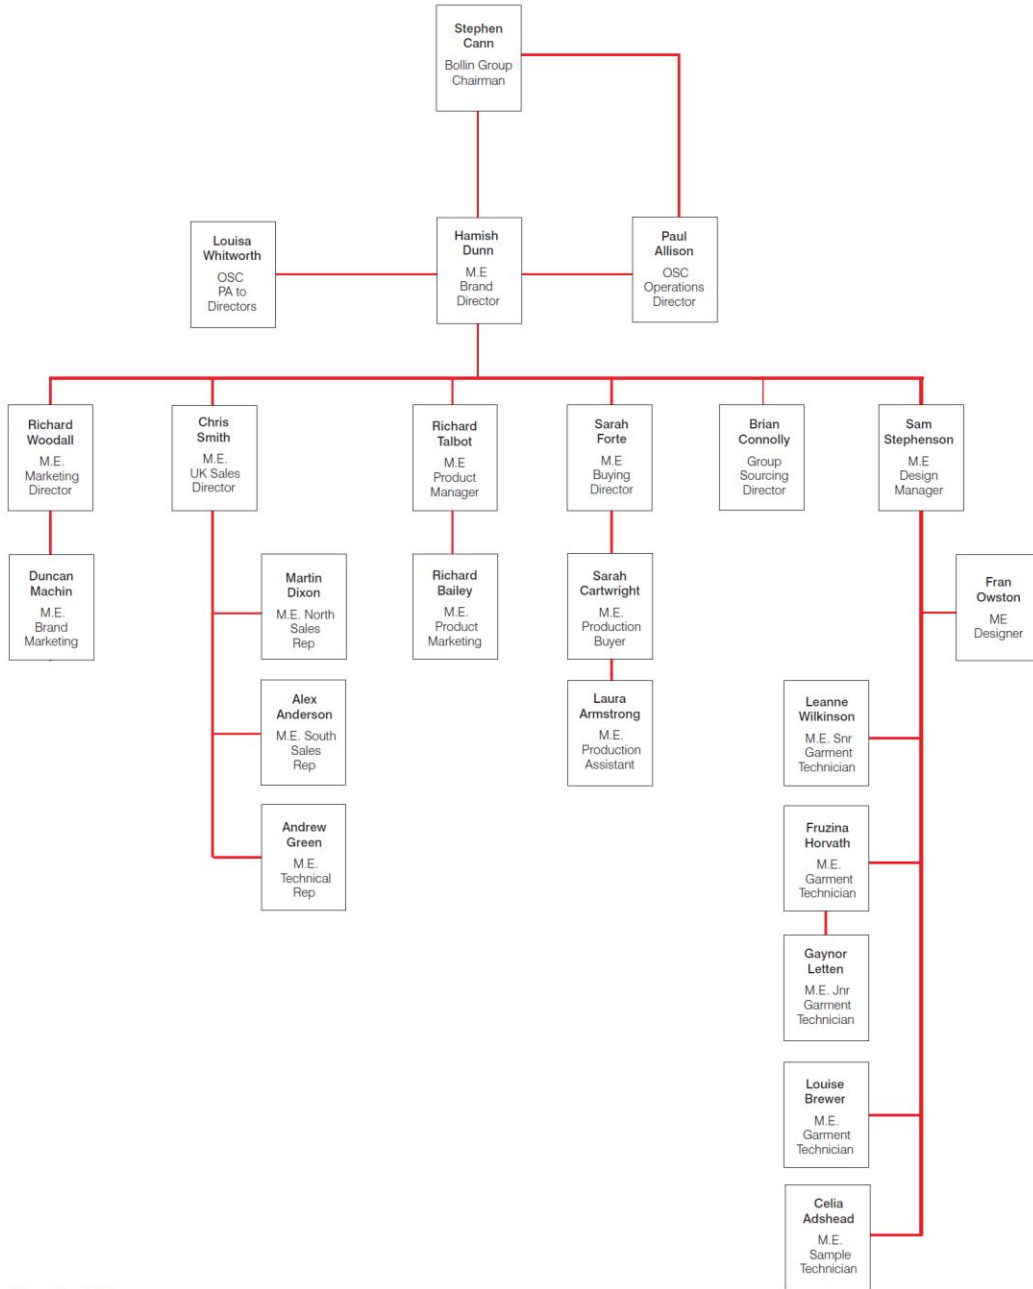 Stephen
Cann
Bollin Group
Chairman
Louisa
Whitworth
OSC
PA to
Directors
Hamish
Dunn
M.E
Brand
Director
Paul
Allison
OSC
Operations
Director
Richard
Woodall
M.E.
Marketing
Director
Chris
Smith
M.E.
UK Sales
Director
Richard
Talbot
M.E
Product
Manager
Sarah
Forte
M.E
Buying
Director
Brian
Connolly
Group
Sourcing
Director
Sam
Stephenson
M.E
Design
Manager
Duncan
Machin
M.E.
Brand
Marketing
Martin
Dixon
M.E. North
Sales
Rep
Richard
Bailey
M.E.
Product
Marketing
Sarah
Cartwright
M.E.
Production
Buyer
Fran
Owston
ME
Designer
Alex
Anderson
M.E. South
Sales
Rep
Laura
Armstrong
M.E.
Production
Assistant
Leanne
Wilkinson
M.E. Snr
Garment
Technician
Andrew
Green
M.E.
Technical
Rep
Fruzina
Horvath
M.E.
Garment
Technician
Gaynor
Letten
M.E. Jnr
Garment
Technician
Louise
Brewer
M.E.
Garment
Technician
Celia
Adshead
M.E.
Sample
Technician